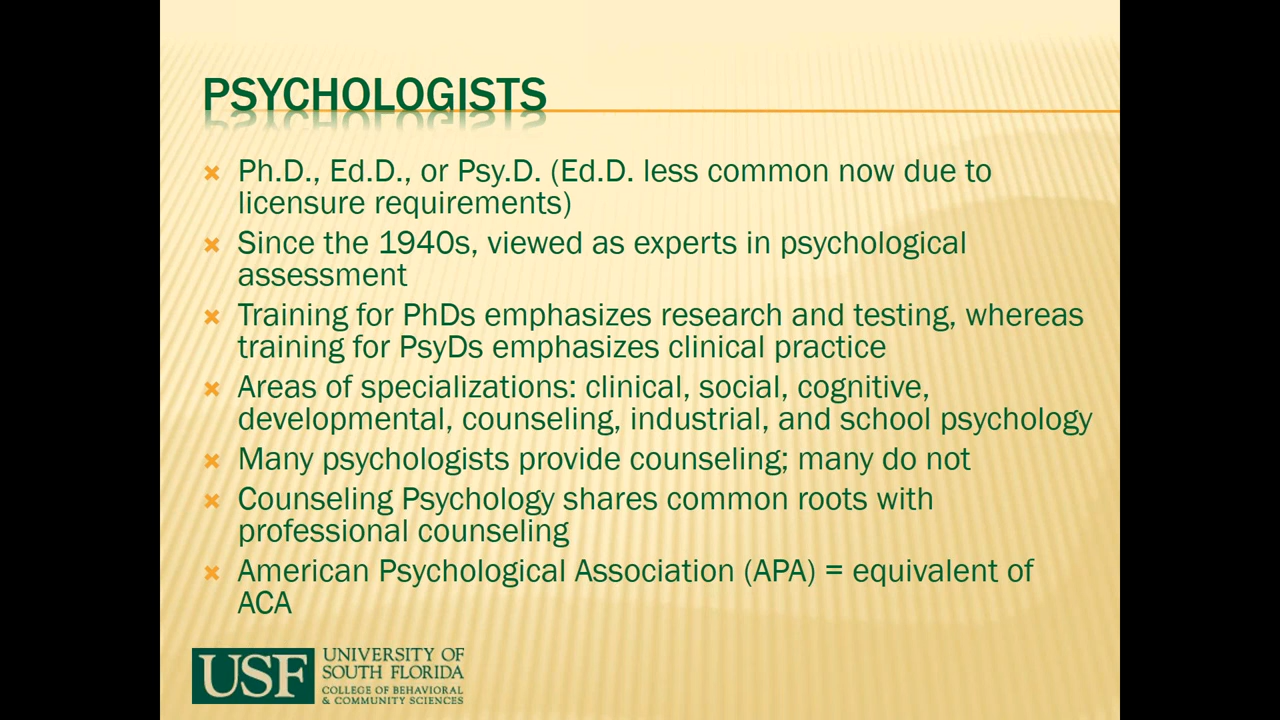 PSYCHOLOGISTS
Ph.D., Ed.D., or Psy.D. (Ed.D. less common now due to
licensure requirements)
Since the 1940s, viewed as experts in psychological
assessment
Training for PhDs emphasizes research and testing, whereas
training for PsyDs emphasizes clinical practice
Areas of specializations: clinical, social, cognitive,
developmental, counseling, industrial, and school psychology
Many psychologists provide counseling; many do not
Counseling Psychology shares common roots with
professional counseling
American Psychological Association (APA) = equivalent of
ACA
USF
UNIVERSITY OF
SOUTH FLORIDA
COLLEGE OF BEHAVIORAL
& COMMUNITY SCIENCES